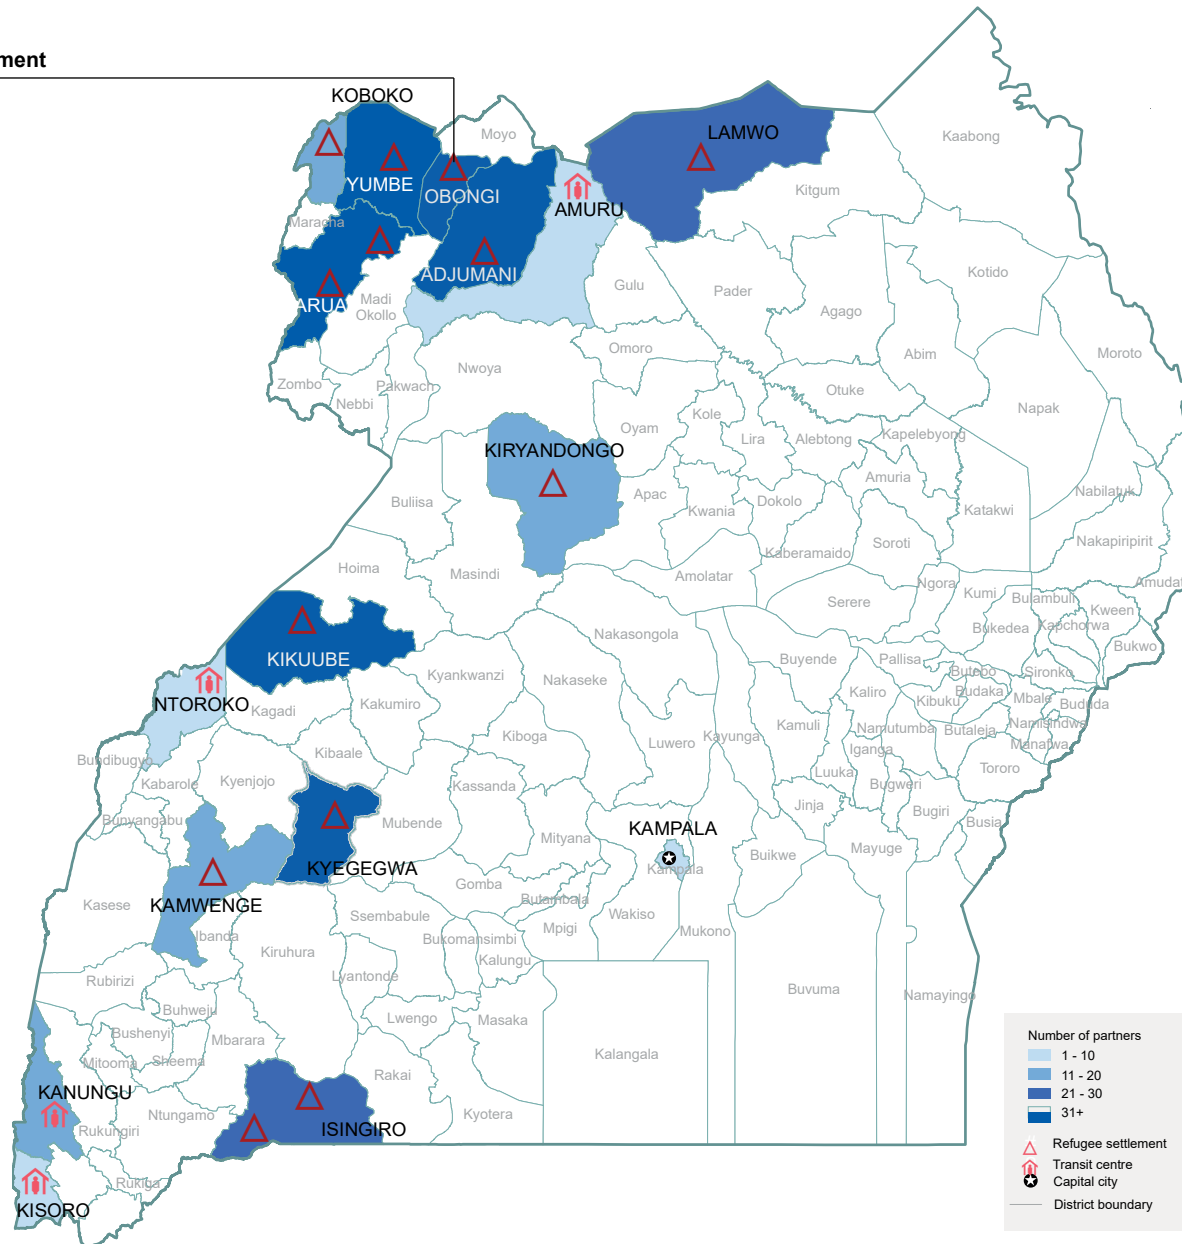 ment
KOBOKO
Moyo
LAMWO
Kaabong
YUMBE
OBONGI
Kitgum
AMURU
Maracha
ADJUMANI
Kotido
Gulu
Pader
ARUA
Madi
Okollo
Agago
Omoro
Abim
Moroto
Nwoya
Zombo
Pakwach
Otuke
Nebbi
Napak
Kole
Oyam
Lira
Alebtong
Kapelebyong
KIRYANDONGO
Amuria
Buliisa
Apac
Dokolo
Nabilatuk
Kwania
Katakwi
Nakapiripirit
Soroti
Kaberamaido
Hoima
Masindi
Amolatar
Ngora
Amudat
Kumi
Bulambuli
Serere
Kween
Bukedea
Kapchorwa
Nakasongola
Bukwo
KIKUUBE
Buyende
Pallisa
Kyankwanzi
Nakaseke
Butebo
Sironko
Budaka
Kaliro
NTOROKO
Kagadi
Kakumiro
Kibuku
Mbale
Bududa
Kamuli
Namutumba
Butaleja
Namisindwa
Kiboga
Luwero
Kayunga
Iganga
Manafwa
Kibaale
Bundibugyo
Tororo
Luuka
Kabarole
Kyenjojo
Kassanda
Bugweri
Jinja
Bugiri
Bunyangabu
Mubende
Busia
KAMPALA
Mityana
Mayuge
Buikwe
KYEGEGWA
Kampala
Gomba
KAMWENGE
Butambala
Kasese
Ssembabule
Wakiso
Mpigi
Mukono
Ibanda
Bukomansimbi
Kiruhura
Kalungu
Lyantonde
Rubirizi
Buvuma
Namayingo
Buhweju
Lwengo
Masaka
Bushenyi
Mbarara
Kalangala
Mitooma
Sheema
Rakai
KANUNGU
Ntungamo
Kyotera
Rukungiri
ISINGIRO
Rukiga
KISORO
Number of partners
1 - 10
11 - 20
21 - 30
31+
Refugee settlement
Transit centre
Capital city
District boundary